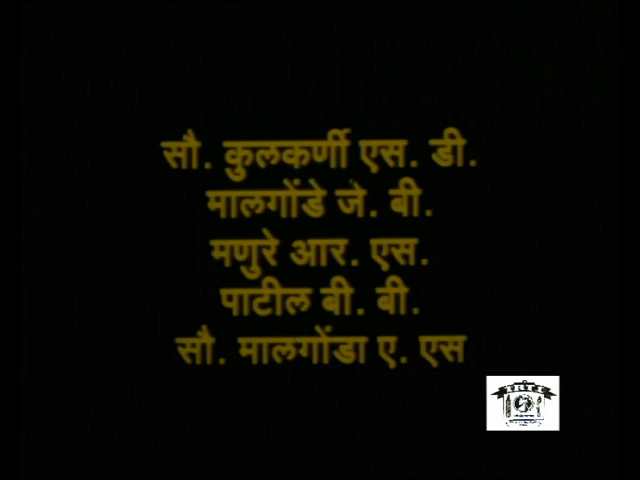 सौ. कुलकर्णी एस. डी.
मालगोंडे जे. बी.
मणुरे आर. एस.
पाटील बी. बी.
सौ. मालगोंडा ए. एस